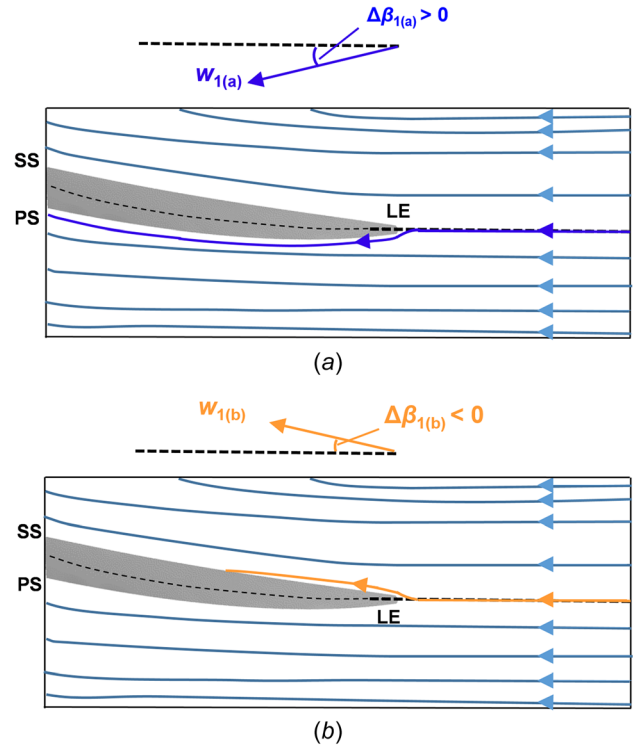 Δβ1(a) > 0
w1(a)
SS
PS
LE
(a)
w1(b)
Δβ1(b) < 0
SS
PS
LE
(b)